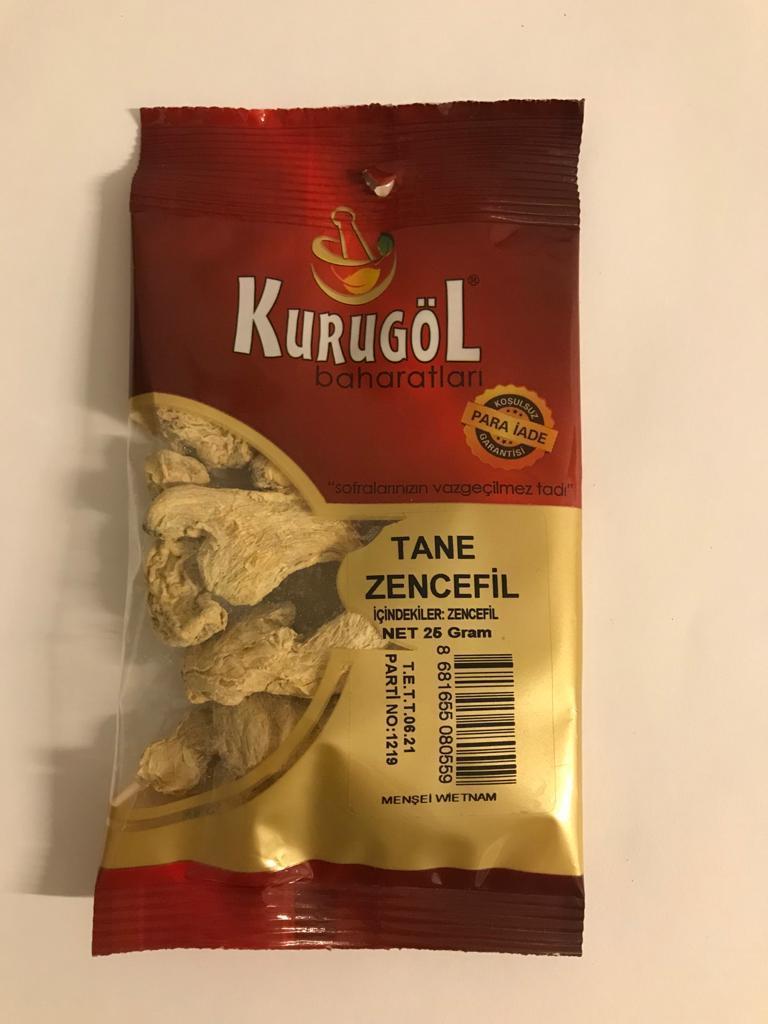 KURUGÖL®
baharatları
KOŞULSUZ
PARA İADE
GARANTİSİ
"sofralarınızın vazgeçilmez tadı"
TANE
ZENCEFİL
İÇİNDEKİLER: ZENCEFİL
NET 25 Gram
T.E.T.T.06.21
PARTİ NO:1219
8 681655 080559
MENŞEİ WİETNAM